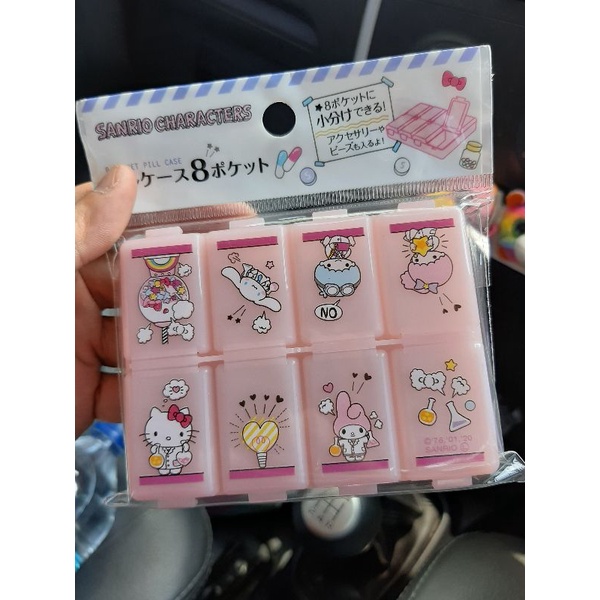 SANRIO CHARACTERS
PILL CASE
ケース8ポケット
★8ポケットに
小分けできる!
アクセサリーや
ビーズも入るよ!
NO
©'76,'01,'20
SANRIO